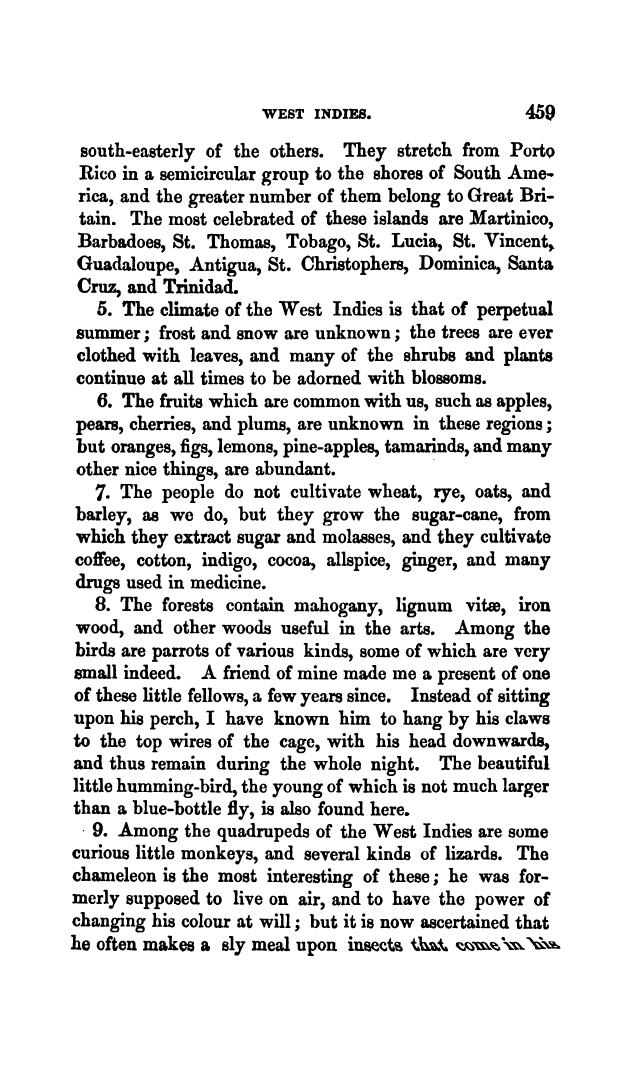 WEST INDIES. 459
south-easterly of the others. They stretch from Porto
Rico in a semicircular group to the shores of South Ame-
rica, and the greater number of them belong to Great Bri-
tain. The most celebrated of these islands are Martinico,
Barbadoes, St. Thomas, Tobago, St. Lucia, St. Vincent,
Guadaloupe, Antigua, St. Christophers, Dominica, Santa
Cruz, and Trinidad.
5. The climate of the West Indies is that of perpetual
summer; frost and snow are unknown; the trees are ever
clothed with leaves, and many of the shrubs and plants
continue at all times to be adorned with blossoms.
6. The fruits which are common with us, such as apples,
pears, cherries, and plums, are unknown in these regions;
but oranges, figs, lemons, pine-apples, tamarinds, and many
other nice things, are abundant.
7. The people do not cultivate wheat, rye, oats, and
barley, as we do, but they grow the sugar-cane, from
which they extract sugar and molasses, and they cultivate
coffee, cotton, indigo, cocoa, allspice, ginger, and many
drugs used in medicine.
8. The forests contain mahogany, lignum vitæ, iron
wood, and other woods useful in the arts. Among the
birds are parrots of various kinds, some of which are very
small indeed. A friend of mine made me a present of one
of these little fellows, a few years since. Instead of sitting
upon his perch, I have known him to hang by his claws
to the top wires of the cage, with his head downwards,
and thus remain during the whole night. The beautiful
little humming-bird, the young of which is not much larger
than a blue-bottle fly, is also found here.
9. Among the quadrupeds of the West Indies are some
curious little monkeys, and several kinds of lizards. The
chameleon is the most interesting of these; he was for-
merly supposed to live on air, and to have the power of
changing his colour at will; but it is now ascertained that
he often makes a sly meal upon insects that come in his